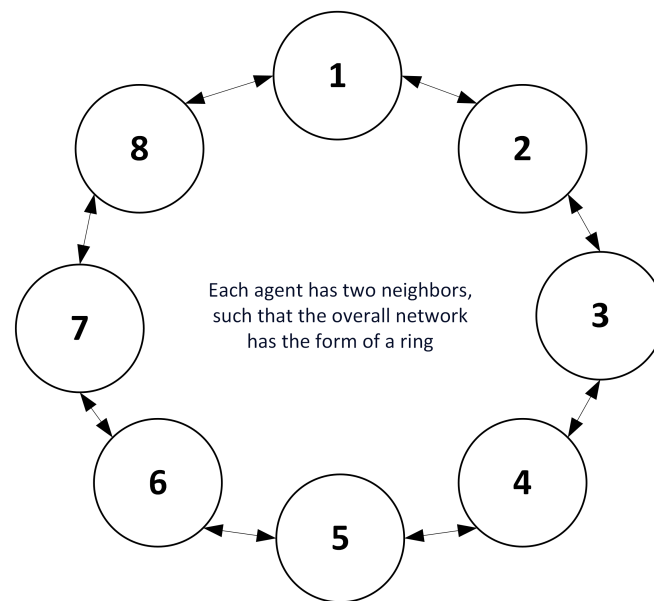 1
8
2
Each agent has two neighbors,
such that the overall network
has the form of a ring
3
7
6
4
5